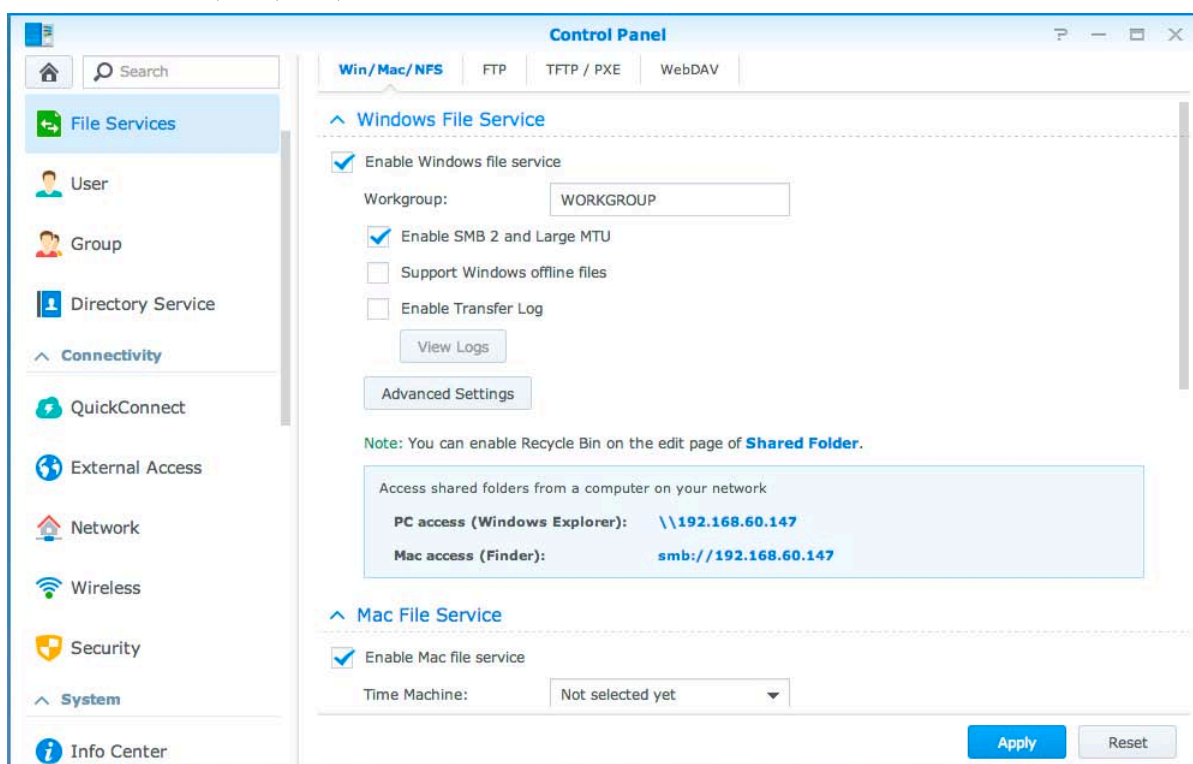 Control Panel
Search
File Services
User
Group
Directory Service
Connectivity
QuickConnect
External Access
Network
Wireless
Security
System
Info Center
Win/Mac/NFS FTP TFTP / PXE WebDAV
Windows File Service
Enable Windows file service
Workgroup: WORKGROUP
Enable SMB 2 and Large MTU
Support Windows offline files
Enable Transfer Log
View Logs
Advanced Settings
Note: You can enable Recycle Bin on the edit page of Shared Folder.
Access shared folders from a computer on your network
PC access (Windows Explorer): \\192.168.60.147
Mac access (Finder): smb://192.168.60.147
Mac File Service
Enable Mac file service
Time Machine: Not selected yet
Apply Reset